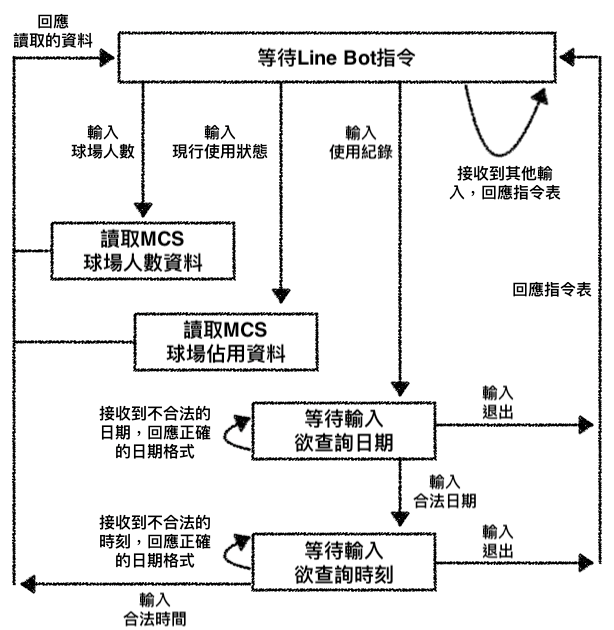 回應
讀取的資料
等待Line Bot指令
輸入
球場人數
輸入
現行使用狀態
輸入
使用紀錄
接收到其他輸
入，回應指令表
讀取MCS
球場人數資料
回應指令表
讀取MCS
球場佔用資料
接收到不合法的
日期，回應正確
的日期格式
等待輸入
欲查詢日期
輸入
退出
輸入
合法日期
接收到不合法的
時刻，回應正確
的日期格式
等待輸入
欲查詢時刻
輸入
退出
輸入
合法時間